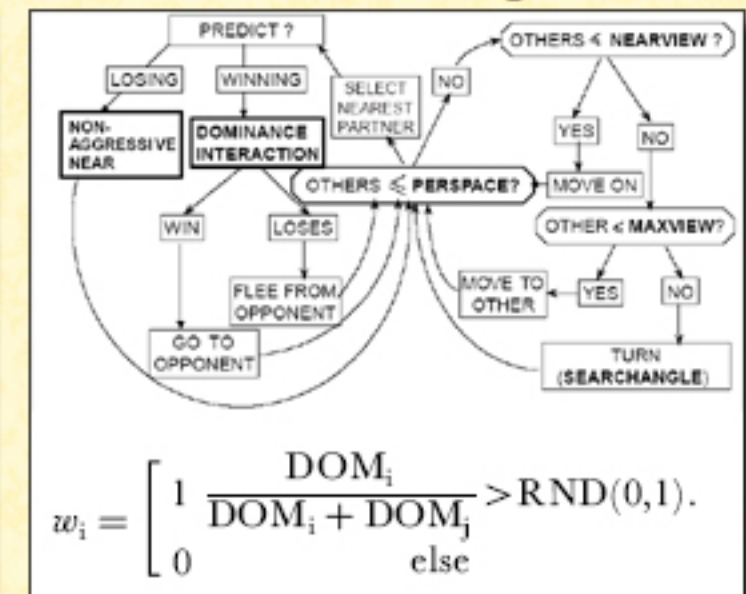 PREDICT ?
LOSING
WINNING
NON-
AGGRESSIVE
NEAR
DOMINANCE
INTERACTION
SELECT
NEAREST
PARTNER
NO
OTHERS ⩽ NEARVIEW ?
YES
NO
OTHERS ⩽ PERSPACE?
MOVE ON
WIN
LOSES
OTHER < MAXVIEW?
FLEE FROM
OPPONENT
MOVE TO
OTHER
YES
NO
GO TO
OPPONENT
TURN
(SEARCHANGLE)
wᵢ = [ 1 DOMᵢ / DOMᵢ + DOMⱼ > RND(0,1).
0 else